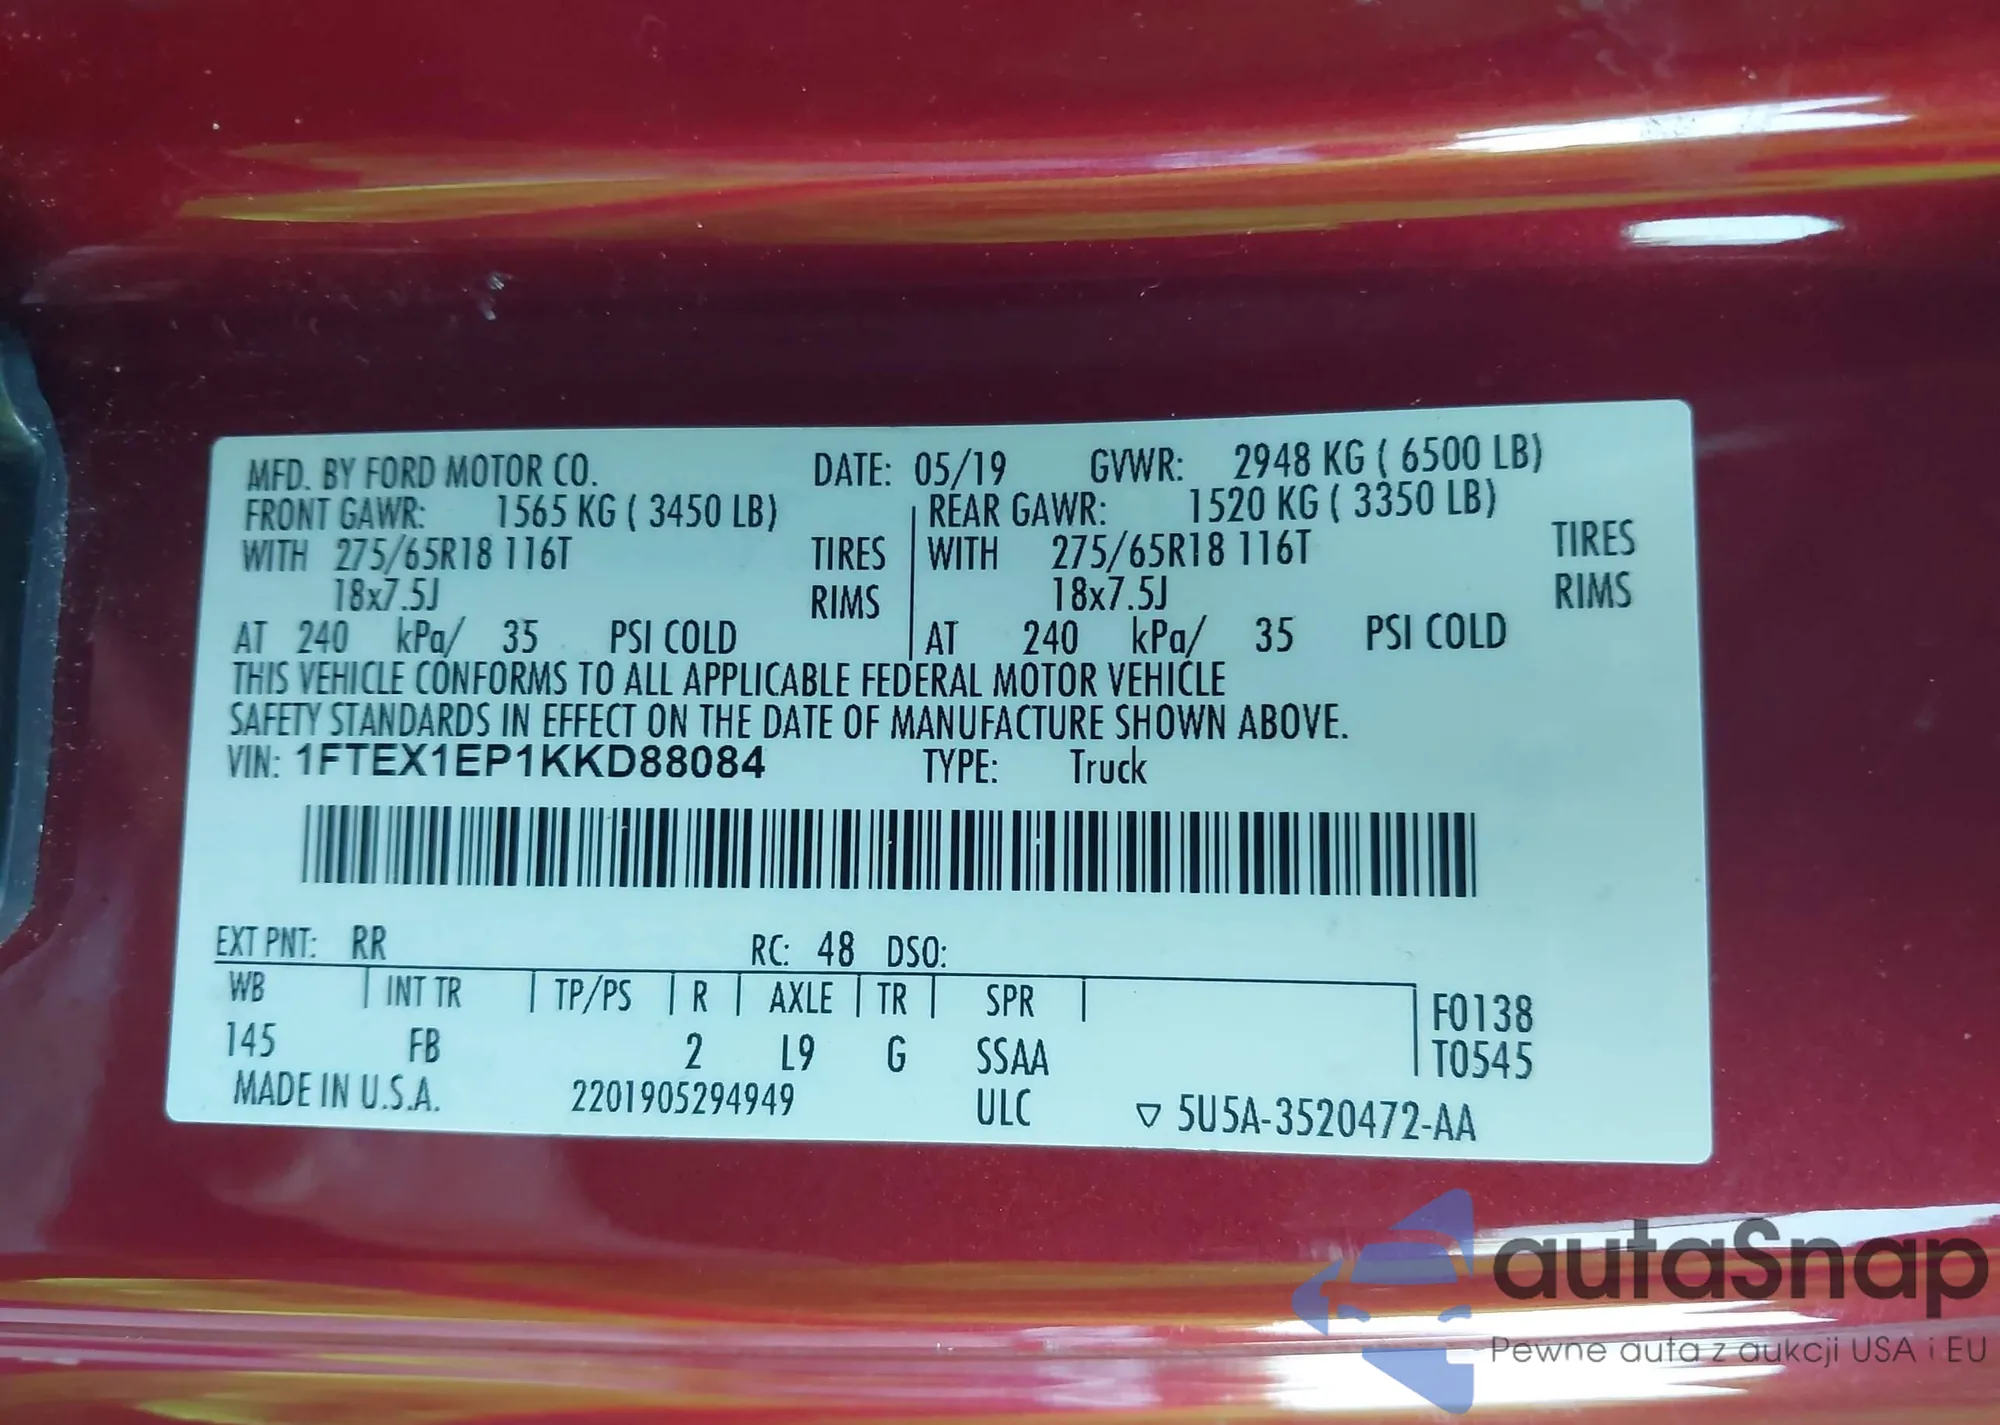 MFD. BY FORD MOTOR CO. DATE: 05/19 GVWR: 2948 KG ( 6500 LB)
FRONT GAWR: 1565 KG ( 3450 LB) REAR GAWR: 1520 KG ( 3350 LB)
WITH 275/65R18 116T TIRES WITH 275/65R18 116T TIRES
18x7.5J RIMS 18x7.5J RIMS
AT 240 kPa/ 35 PSI COLD AT 240 kPa/ 35 PSI COLD
THIS VEHICLE CONFORMS TO ALL APPLICABLE FEDERAL MOTOR VEHICLE
SAFETY STANDARDS IN EFFECT ON THE DATE OF MANUFACTURE SHOWN ABOVE.
VIN: 1FTEX1EP1KKD88084 TYPE: Truck
EXT PNT: RR RC: 48 DSO:
WB INT TR TP/PS R AXLE TR SPR F0138
145 FB 2 L9 G SSAA T0545
MADE IN U.S.A. 2201905294949 ULC ▽ 5U5A-3520472-AA
autaSnap
Pewne auta z aukcji USA i EU